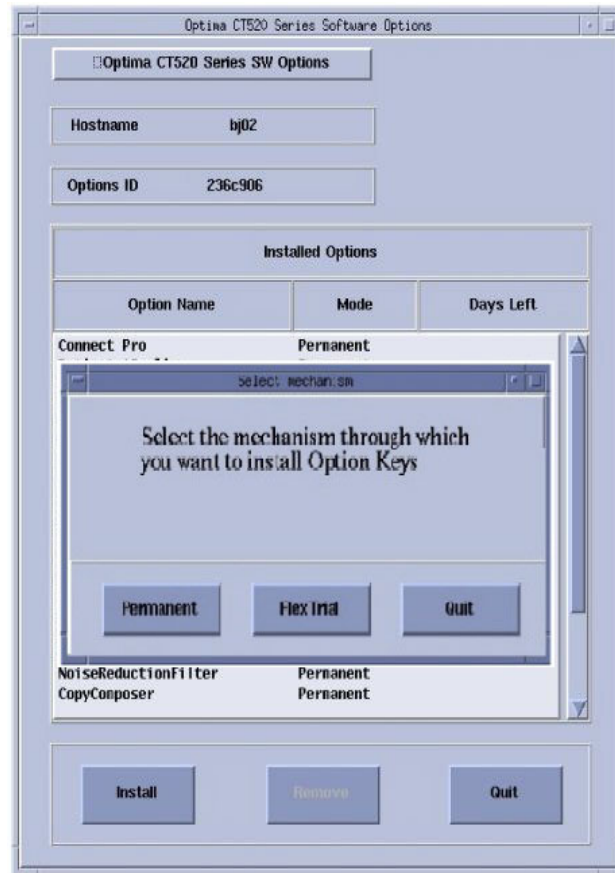 Optima CT520 Series Software Options
Optima CT520 Series SW Options
Hostname bj02
Options ID 236c906
Installed Options
Option Name Mode Days Left
Connect Pro Permanent
Select mechanism
Select the mechanism through which
you want to install Option Keys
Permanent Flex Trial Quit
NoiseReductionFilter Permanent
CopyComposer Permanent
Install Remove Quit